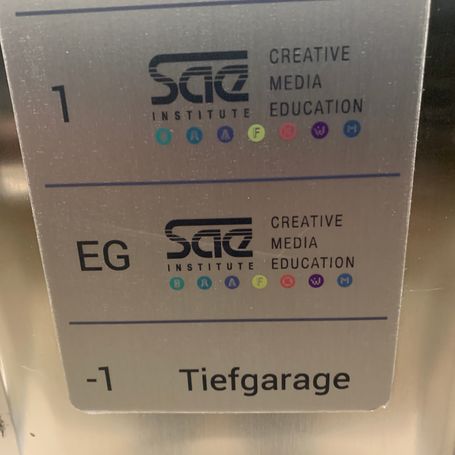 1
sae
INSTITUTE
CREATIVE
MEDIA
EDUCATION
B A A F G W M
EG
sae
INSTITUTE
CREATIVE
MEDIA
EDUCATION
B A A F G W M
-1 Tiefgarage